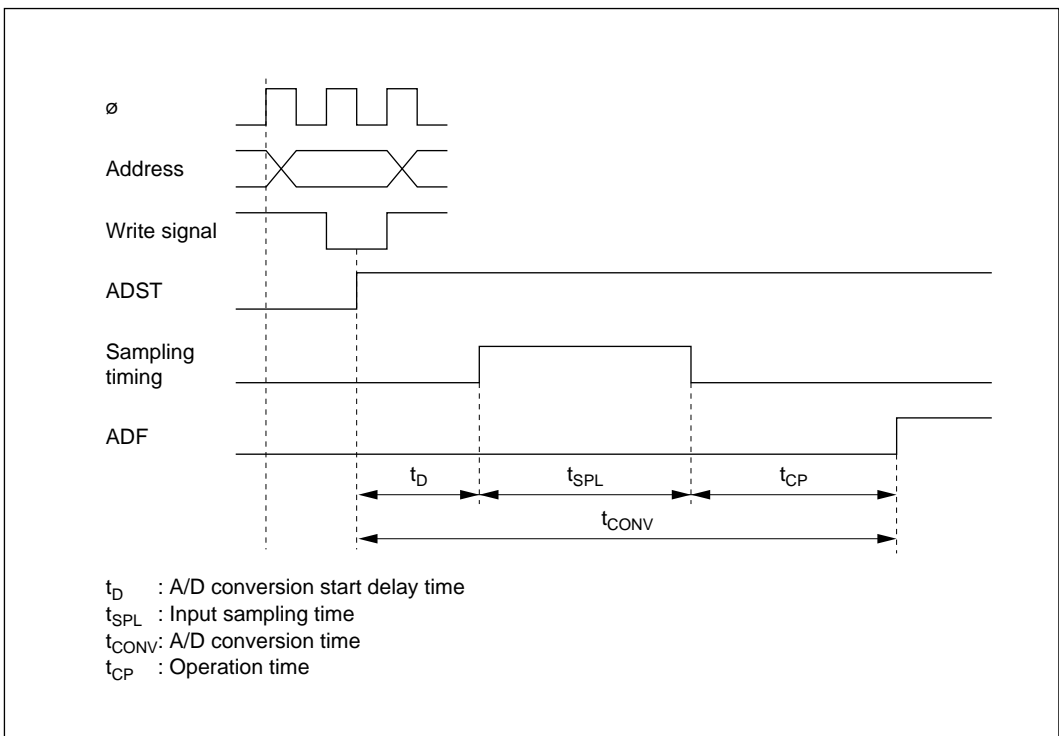 ø
Address
Write signal
ADST
Sampling
timing
ADF
tD tSPL tCP
tCONV
tD : A/D conversion start delay time
tSPL : Input sampling time
tCONV: A/D conversion time
tCP : Operation time